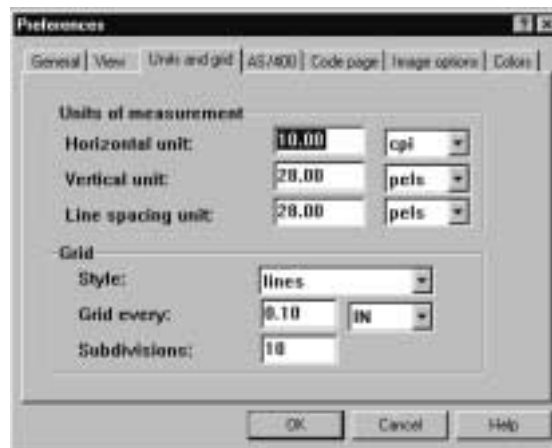 Preferences
General View Units and grid AS/400 Code page Image options Colors
Units of measurement
Horizontal unit: 10.00 cpi
Vertical unit: 28.00 pels
Line spacing unit: 28.00 pels
Grid
Style: lines
Grid every: 0.10 IN
Subdivisions: 10
OK Cancel Help